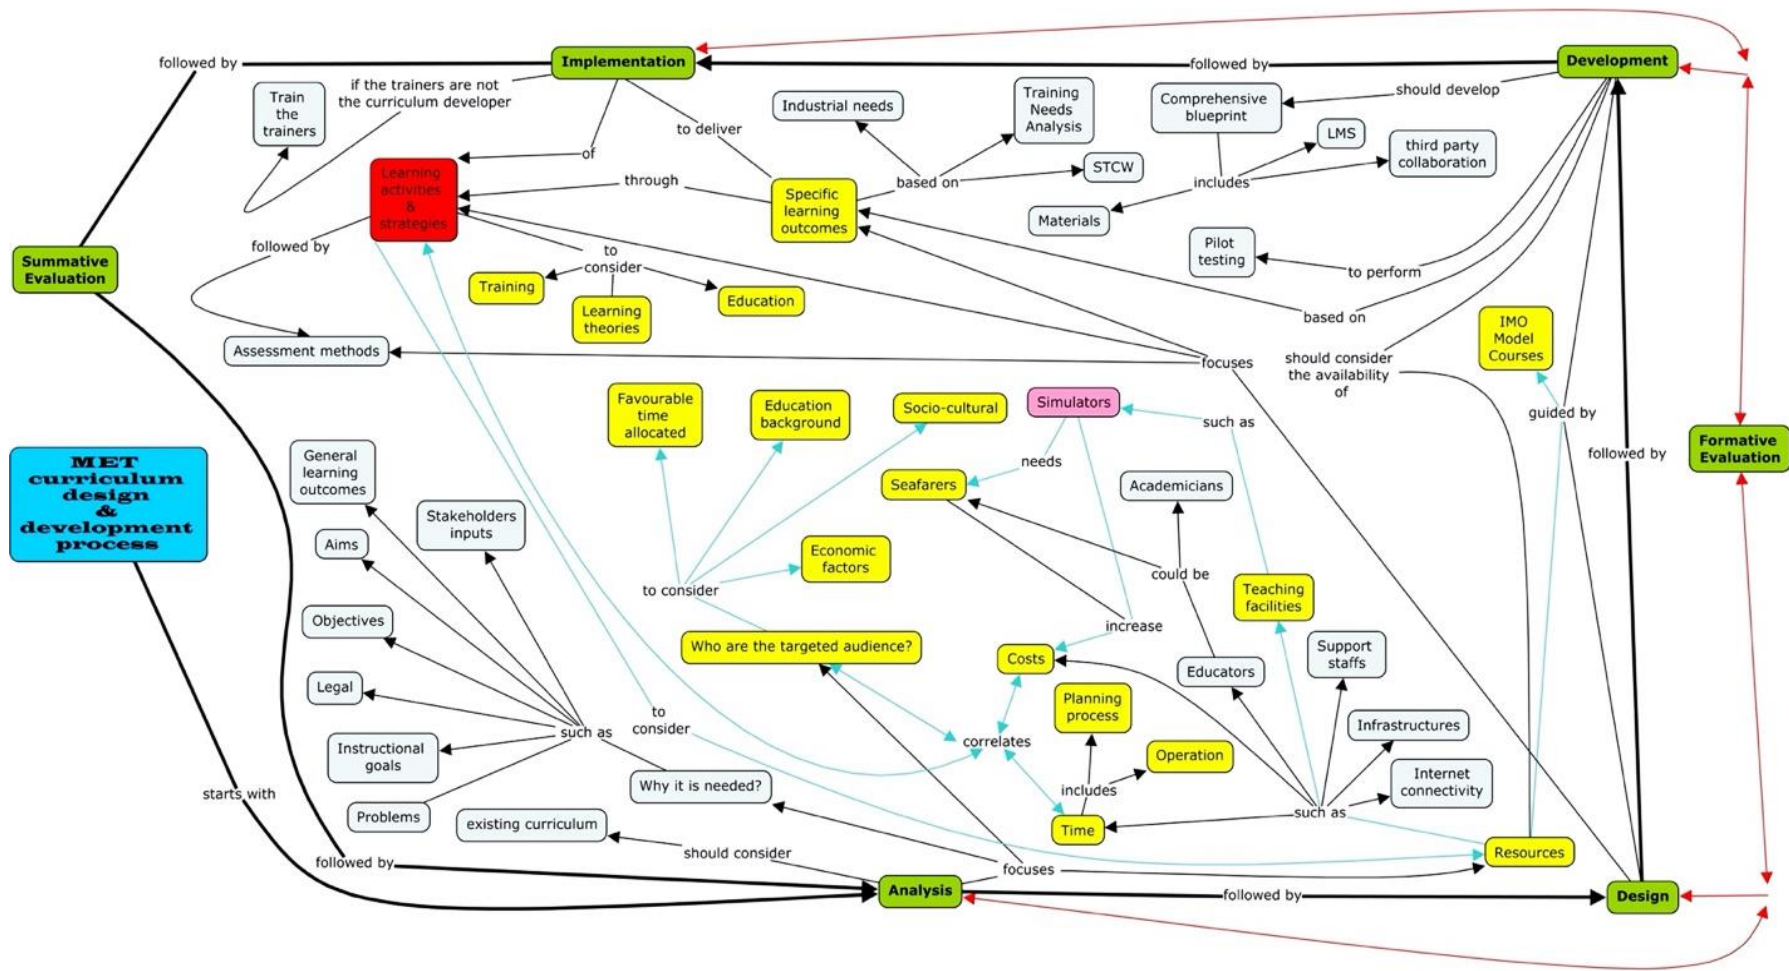 followed by
Implementation
followed by
Development
if the trainers are not
the curriculum developer
Train
the
trainers
to deliver
of
Industrial needs
Training
Needs
Analysis
STCW
based on
Comprehensive
blueprint
should develop
LMS
third party
collaboration
includes
Materials
Learning
activities
&
strategies
through
Specific
learning
outcomes
Pilot
testing
to perform
followed by
to
consider
Training
Learning
theories
Education
Summative
Evaluation
based on
IMO
Model
Courses
Assessment methods
focuses
should consider
the availability
of
Favourable
time
allocated
Education
background
Socio-cultural
Simulators
such as
guided by
followed by
Formative
Evaluation
MET
curriculum
design
&
development
process
General
learning
outcomes
Stakeholders
inputs
Aims
Objectives
Legal
Instructional
goals
Problems
such as
Why it is needed?
existing curriculum
needs
Seafarers
Academicians
could be
Economic
factors
to consider
Who are the targeted audience?
increase
Teaching
facilities
Costs
Educators
Support
staffs
Planning
process
to
consider
correlates
Operation
Infrastructures
Internet
connectivity
includes
Time
such as
Resources
starts with
followed by
should consider
focuses
Analysis
followed by
Design